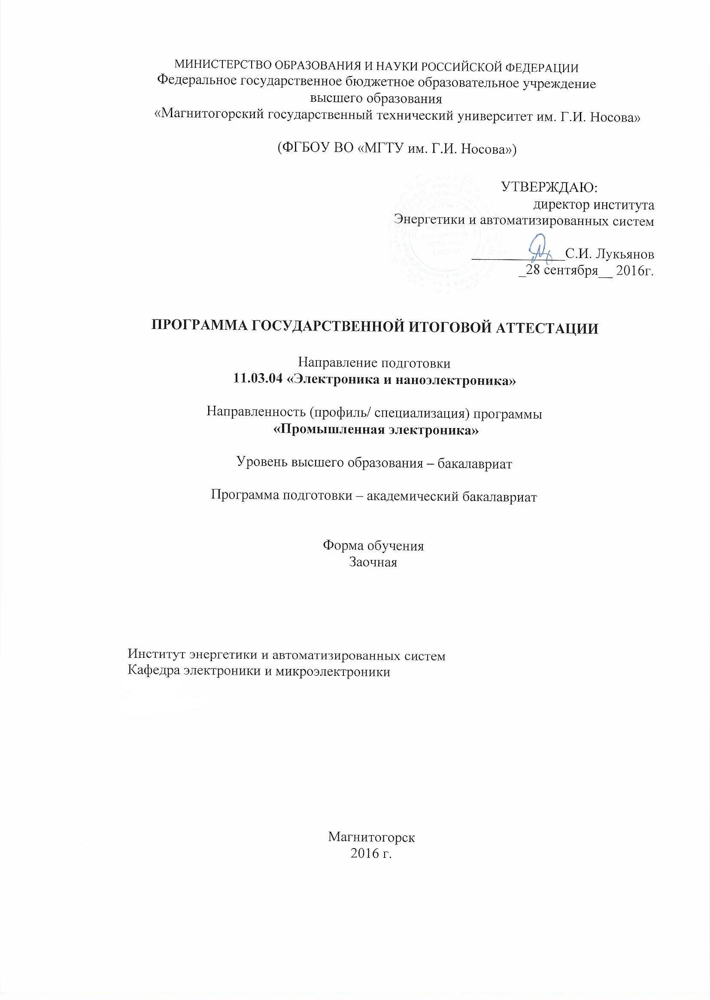 МИНИСТЕРСТВО ОБРАЗОВАНИЯ И НАУКИ РОССИЙСКОЙ ФЕДЕРАЦИИ
Федеральное государственное бюджетное образовательное учреждение
высшего образования
«Магнитогорский государственный технический университет им. Г.И. Носова»
(ФГБОУ ВО «МГТУ им. Г.И. Носова»)
УТВЕРЖДАЮ:
директор института
Энергетики и автоматизированных систем
_____________С.И. Лукьянов
_28 сентября__ 2016г.
ПРОГРАММА ГОСУДАРСТВЕННОЙ ИТОГОВОЙ АТТЕСТАЦИИ
Направление подготовки
11.03.04 «Электроника и наноэлектроника»
Направленность (профиль/ специализация) программы
«Промышленная электроника»
Уровень высшего образования – бакалавриат
Программа подготовки – академический бакалавриат
Форма обучения
Заочная
Институт энергетики и автоматизированных систем
Кафедра электроники и микроэлектроники
Магнитогорск
2016 г.